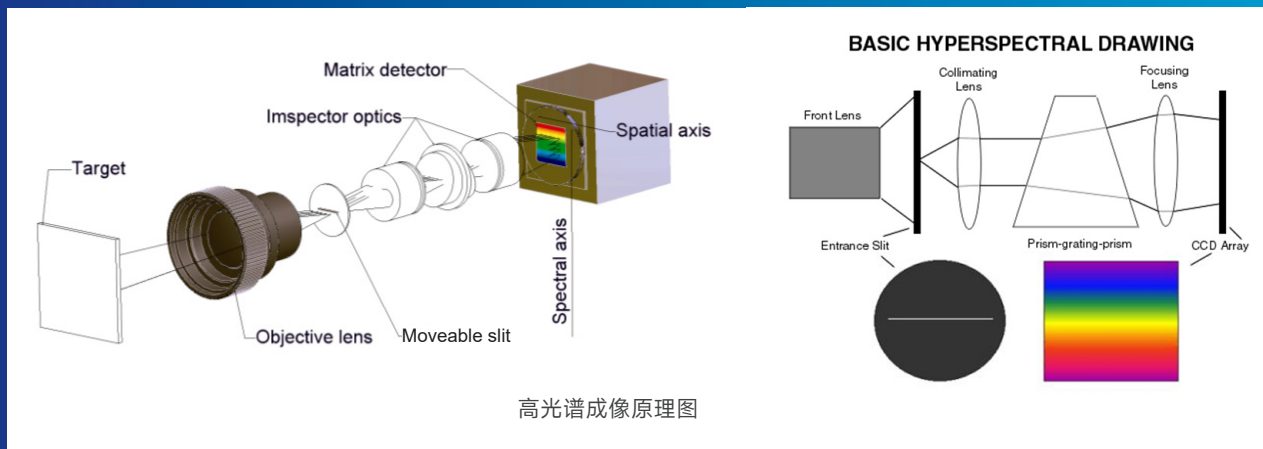 Matrix detector
Imspector optics
Spatial axis
Target
Spectral axis
Objective lens
Moveable slit
BASIC HYPERSPECTRAL DRAWING
Collimating
Lens
Focusing
Lens
Front Lens
Entrance Slit
Prism-grating-prism
CCD Array
高光谱成像原理图